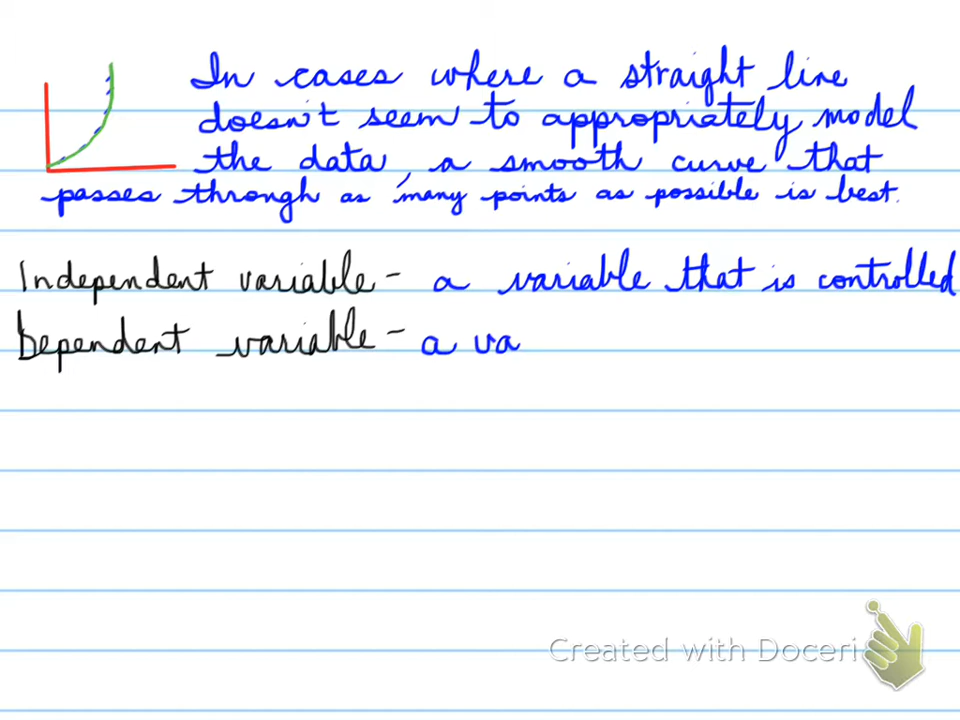 In cases where a straight line
doesn't seem to appropriately model
the data, a smooth curve that
passes through as many points as possible is best.
Independent variable - a variable that is controlled
Dependent variable - a va
Created with Doceri